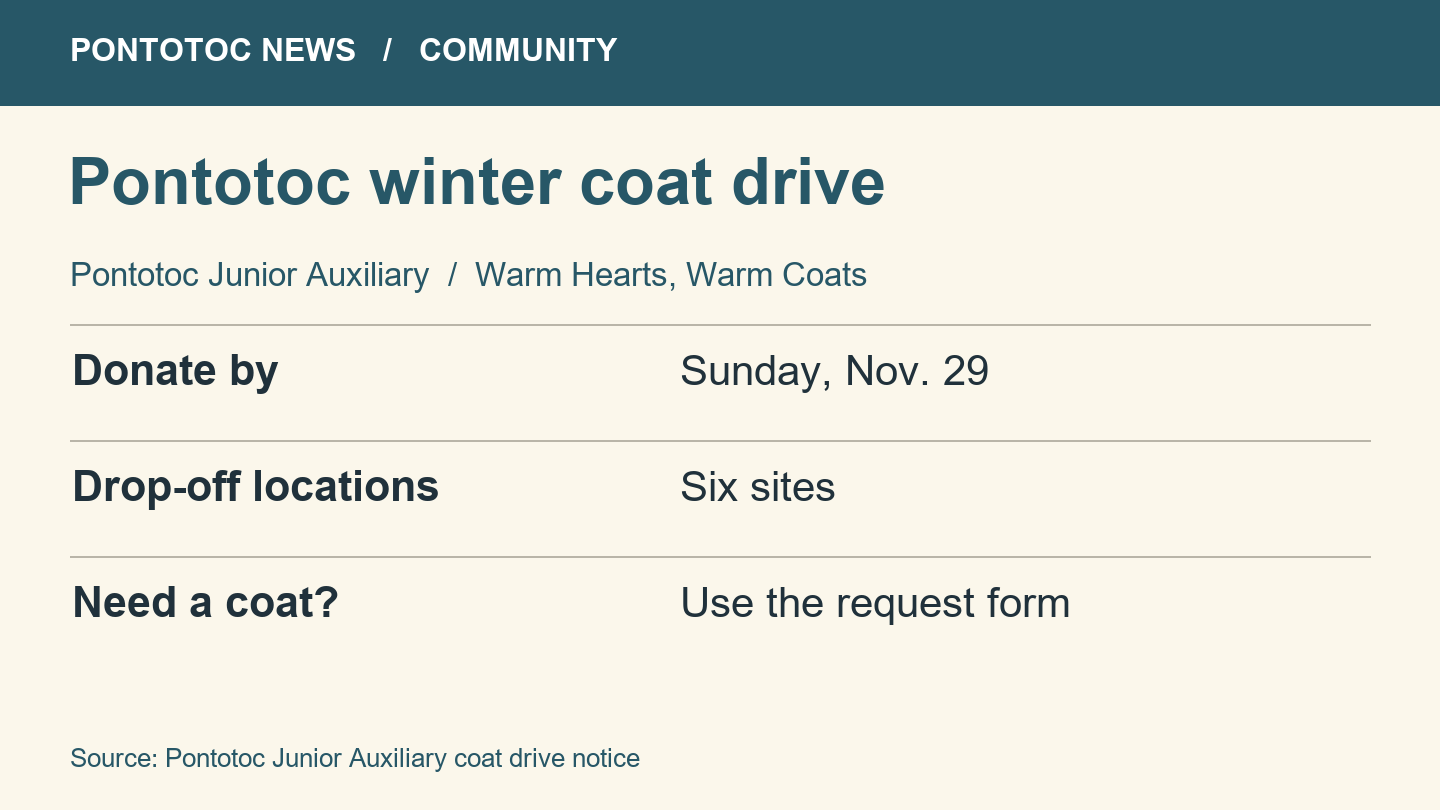 PONTOTOC NEWS / COMMUNITY
Pontotoc winter coat drive
Pontotoc Junior Auxiliary / Warm Hearts, Warm Coats
Donate by Sunday, Nov. 29
Drop-off locations Six sites
Need a coat? Use the request form
Source: Pontotoc Junior Auxiliary coat drive notice